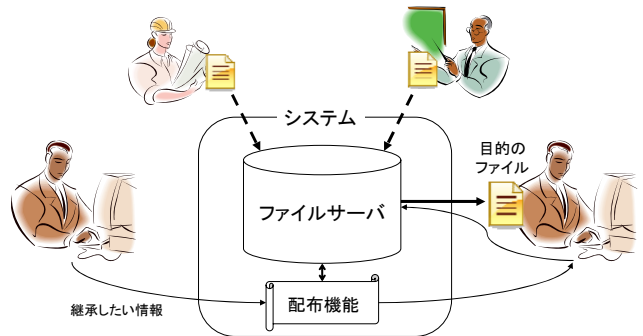 システム
目的の
ファイル
ファイルサーバ
配布機能
継承したい情報